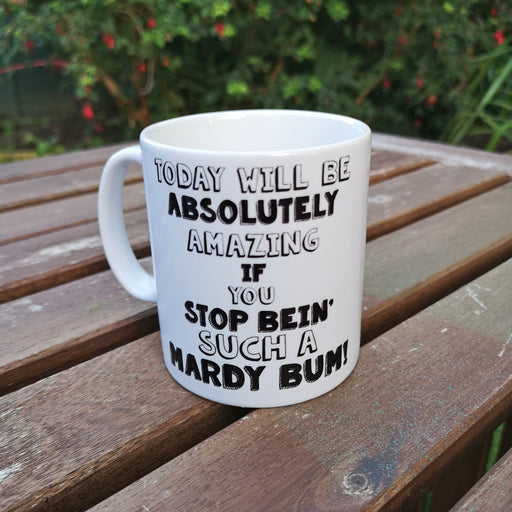 TODAY WILL BE
ABSOLUTELY
AMAZING
IF
YOU
STOP BEIN'
SUCH A
MARDY BUM!